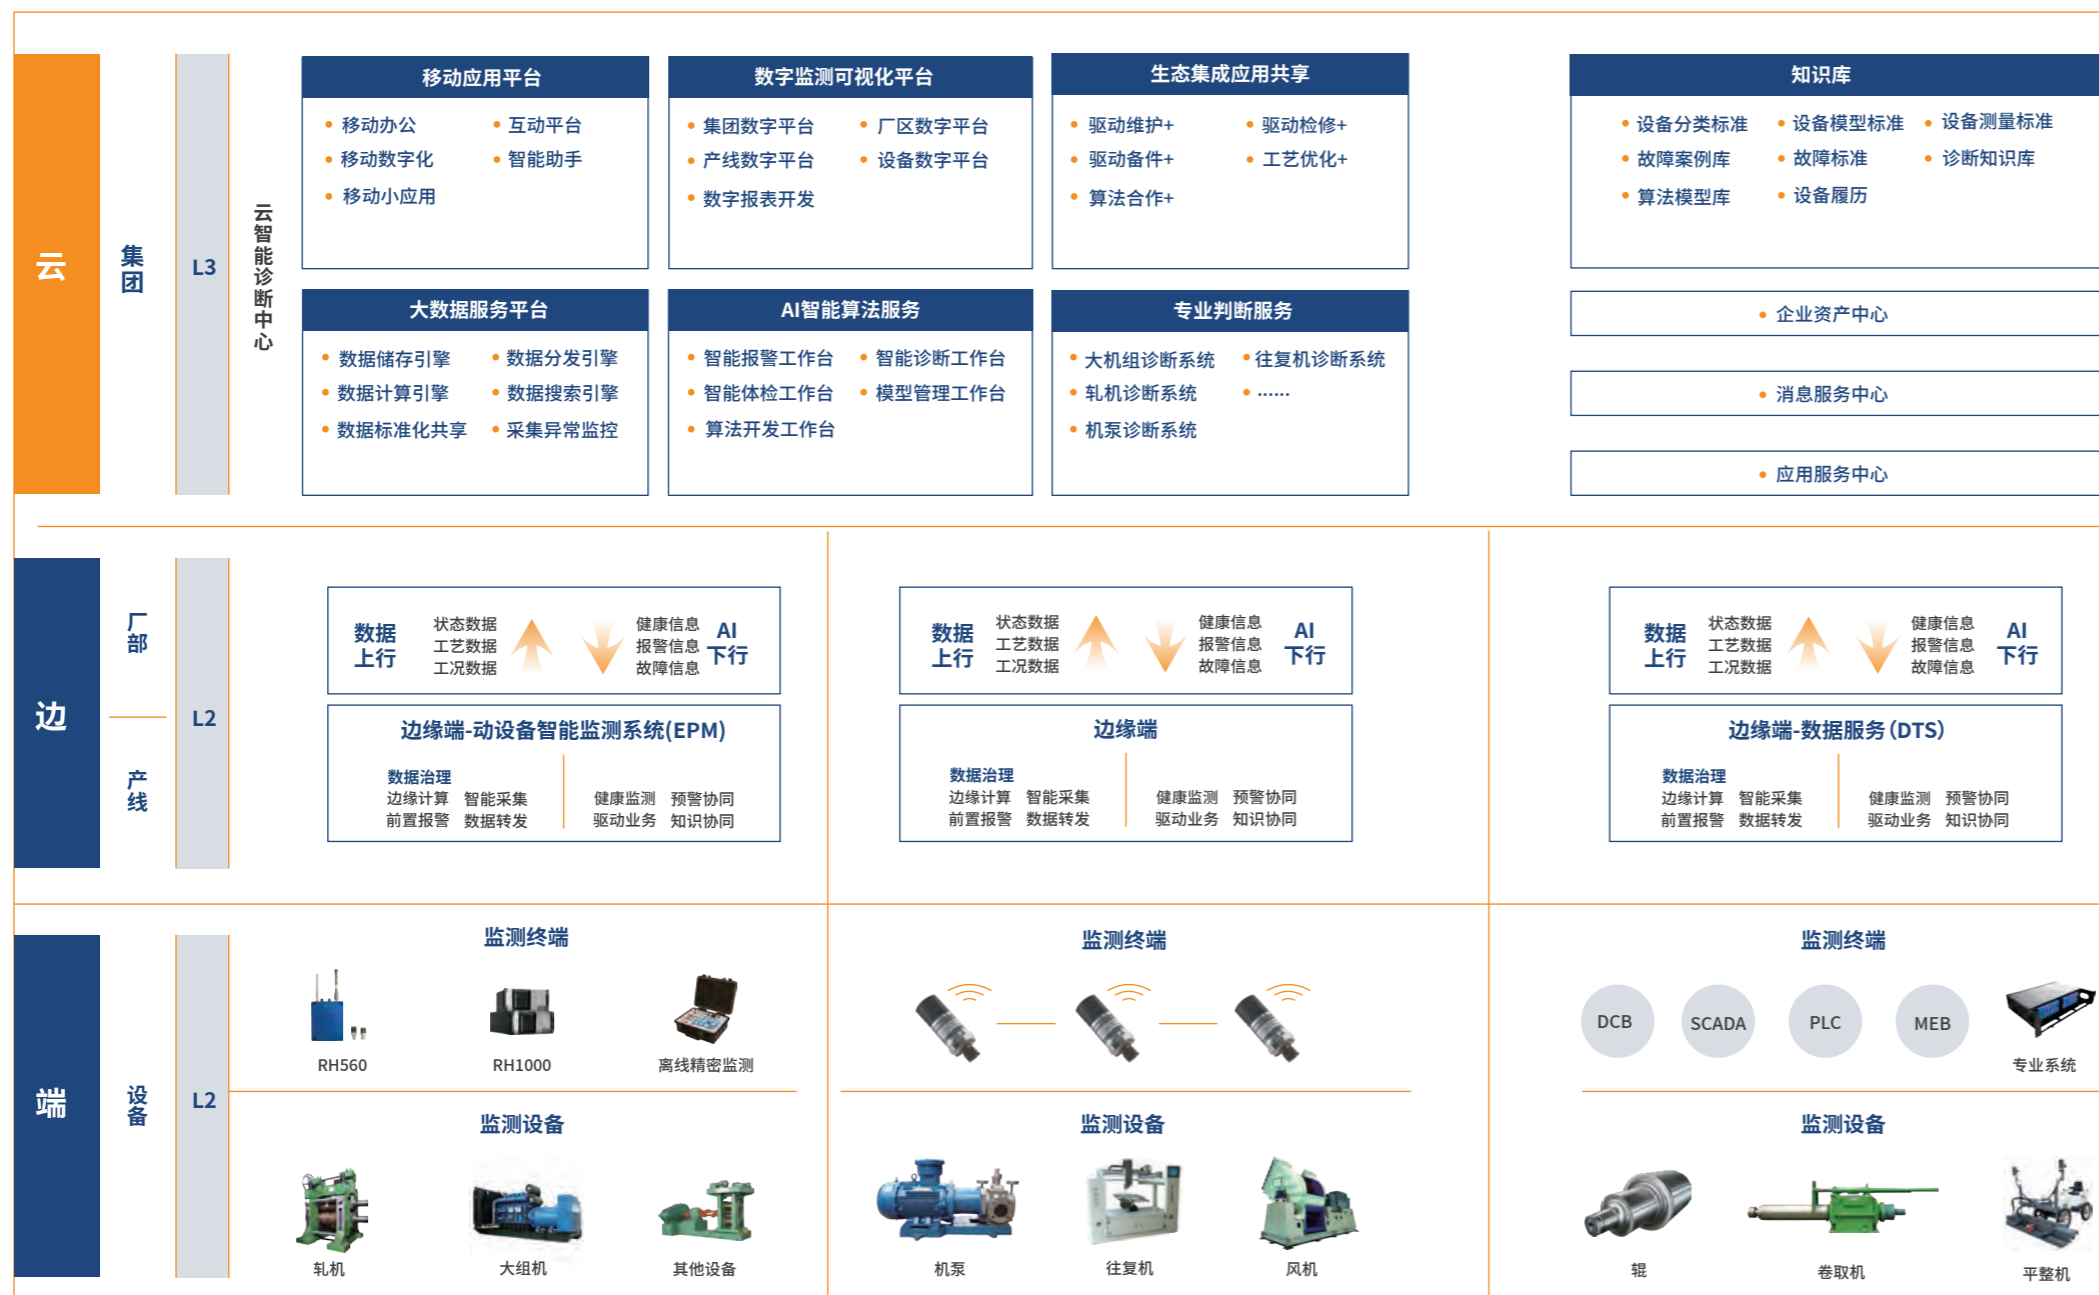 云
集团
L3
云智能诊断中心
移动应用平台
移动办公
互动平台
移动数字化
智能助手
移动小应用
数字监测可视化平台
集团数字平台
厂区数字平台
产线数字平台
设备数字平台
数字报表开发
生态集成应用共享
驱动维护+
驱动检修+
驱动备件+
工艺优化+
算法合作+
知识库
设备分类标准
设备模型标准
设备测量标准
故障案例库
故障标准
诊断知识库
算法模型库
设备履历
大数据服务平台
数据储存引擎
数据分发引擎
数据计算引擎
数据搜索引擎
数据标准化共享
采集异常监控
AI智能算法服务
智能报警工作台
智能诊断工作台
智能体检工作台
模型管理工作台
算法开发工作台
专业判断服务
大机组诊断系统
往复机诊断系统
轧机诊断系统
······
机泵诊断系统
企业资产中心
消息服务中心
应用服务中心
边
厂部
产线
L2
数据上行
状态数据
工艺数据
工况数据
健康信息
报警信息
故障信息
AI下行
边缘端-动设备智能监测系统(EPM)
数据治理
边缘计算 智能采集
前置报警 数据转发
健康监测 预警协同
驱动业务 知识协同
数据上行
状态数据
工艺数据
工况数据
健康信息
报警信息
故障信息
AI下行
边缘端
数据治理
边缘计算 智能采集
前置报警 数据转发
健康监测 预警协同
驱动业务 知识协同
数据上行
状态数据
工艺数据
工况数据
健康信息
报警信息
故障信息
AI下行
边缘端-数据服务(DTS)
数据治理
边缘计算 智能采集
前置报警 数据转发
健康监测 预警协同
驱动业务 知识协同
端
设备
L2
监测终端
RH560
RH1000
离线精密监测
监测设备
轧机
大组机
其他设备
监测终端
监测设备
机泵
往复机
风机
监测终端
DCB
SCADA
PLC
MEB
专业系统
监测设备
辊
卷取机
平整机